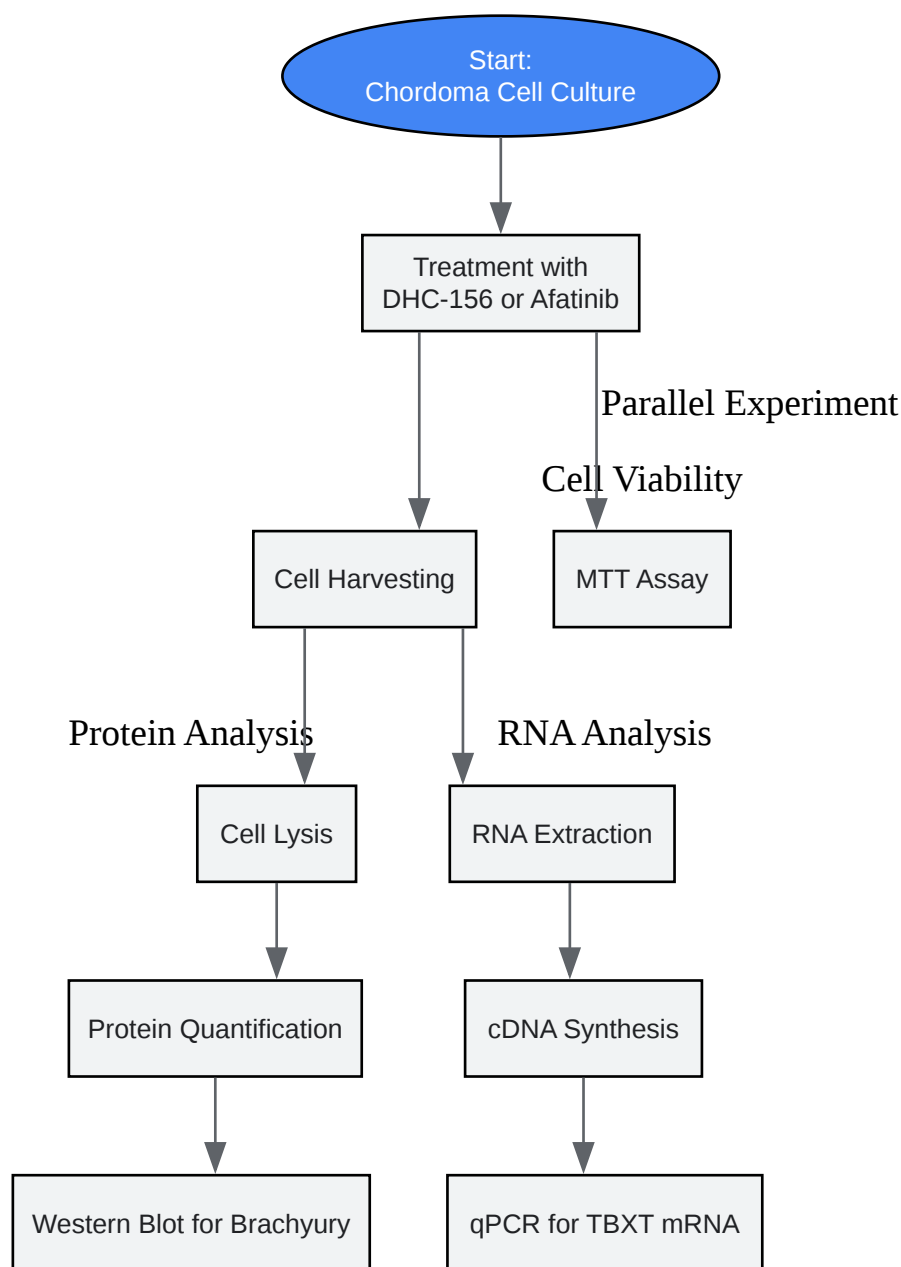 Start:
Chordoma Cell Culture
Treatment with
DHC-156 or Afatinib
Parallel Experiment
Cell Viability
Cell Harvesting
MTT Assay
Protein Analysis
RNA Analysis
Cell Lysis
RNA Extraction
Protein Quantification
cDNA Synthesis
Western Blot for Brachyury
qPCR for TBXT mRNA